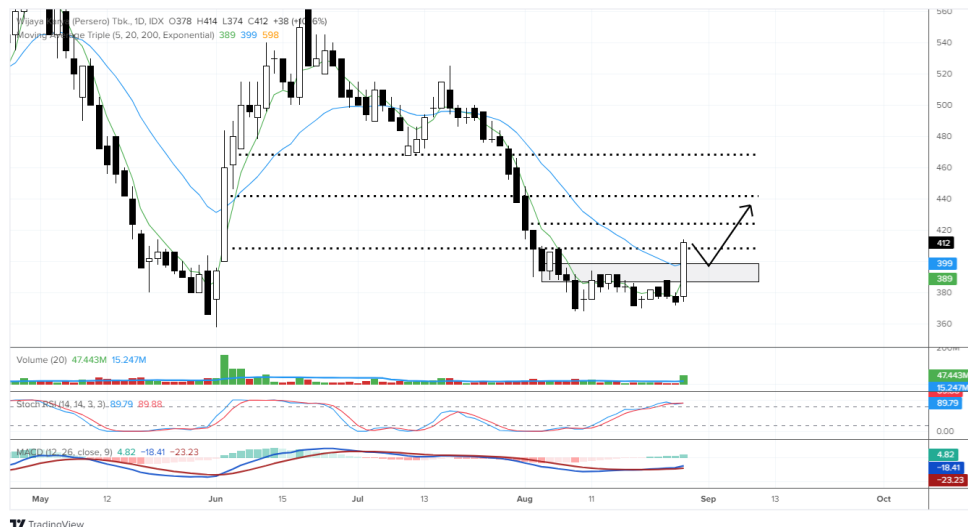 560
Wijaya Karya (Persero) Tbk., 1D, IDX O378 H414 L374 C412 +38 (+10.16%)
Moving Average Triple (5, 20, 200, Exponential) 389 399 598
540
520
500
480
460
440
420
412
399
389
380
360
200M
Volume (20) 47.443M 15.247M
47.443M
15.247M
Stoch RSI (14, 14, 3, 3) 89.79 89.88
89.79
0.00
MACD (12, 26, close, 9) 4.82 −18.41 −23.23
4.82
−18.41
−23.23
May 12 Jun 15 Jul 13 Aug 11 Sep 13 Oct
TradingView